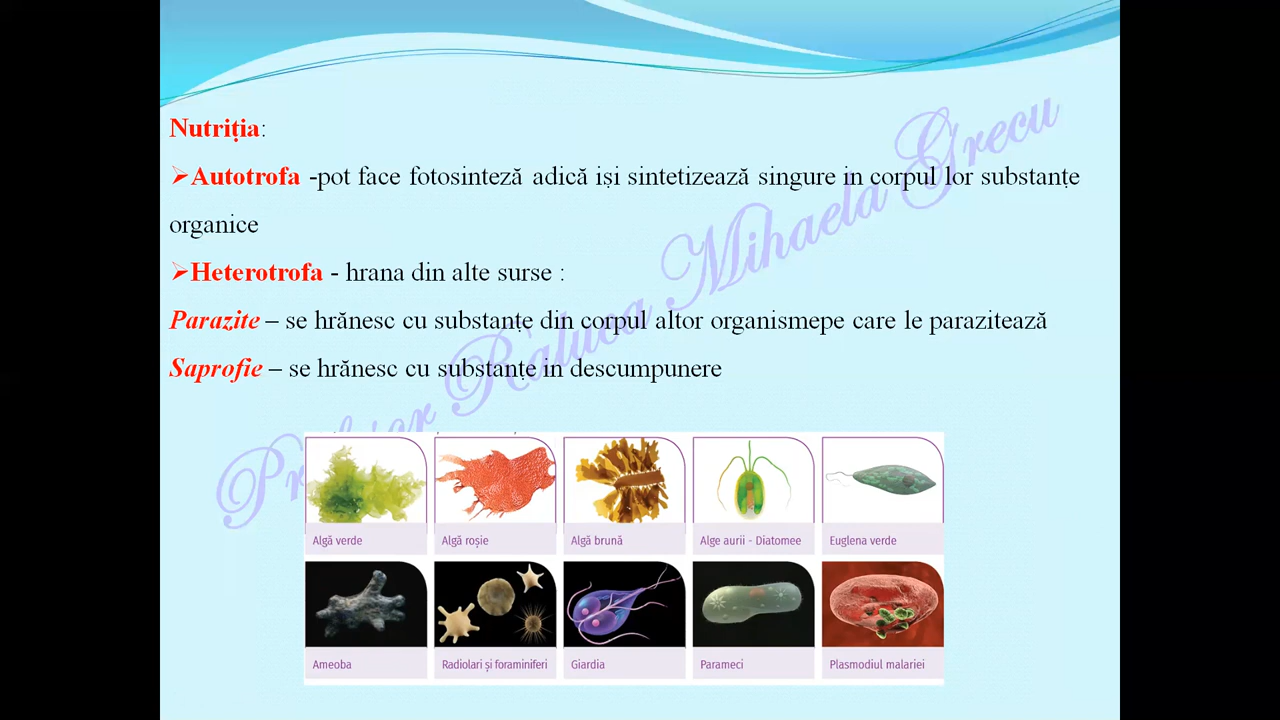 Nutriția:
➢Autotrofa -pot face fotosinteză adică iși sintetizează singure in corpul lor substanțe
organice
➢Heterotrofa - hrana din alte surse :
Parazite – se hrănesc cu substanțe din corpul altor organismepe care le parazitează
Saprofie – se hrănesc cu substanțe in descumpunere
Raluca Mihaela Grecu
Algă verde
Algă roșie
Algă brună
Alge aurii - Diatomee
Euglena verde
Ameoba
Radiolari și foraminiferi
Giardia
Parameci
Plasmodiul malariei